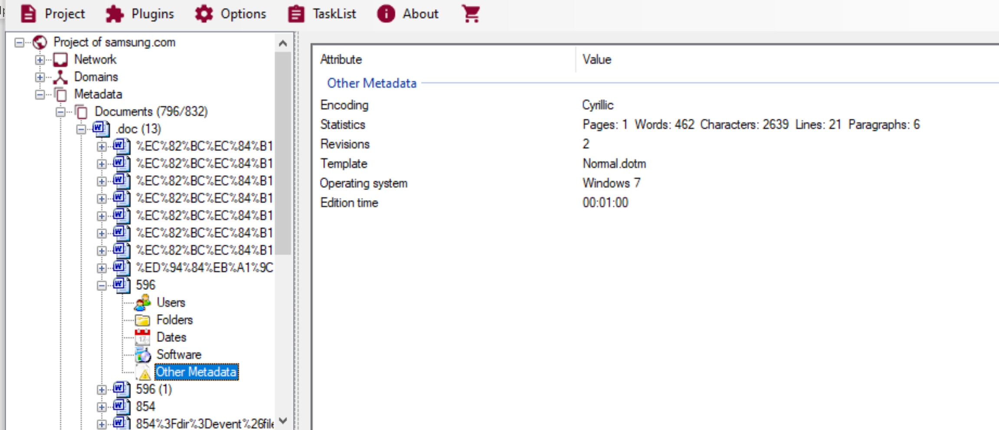 Project Plugins Options TaskList About
Project of samsung.com
Network
Domains
Metadata
Documents (796/832)
.doc (13)
%EC%82%BC%EC%84%B1
%EC%82%BC%EC%84%B1
%EC%82%BC%EC%84%B1
%EC%82%BC%EC%84%B1
%EC%82%BC%EC%84%B1
%EC%82%BC%EC%84%B1
%EC%82%BC%EC%84%B1
%ED%94%84%EB%A1%9C
596
Users
Folders
Dates
Software
Other Metadata
596 (1)
854
854%3Fdir%3Devent%26file
Attribute Value
Other Metadata
Encoding Cyrillic
Statistics Pages: 1 Words: 462 Characters: 2639 Lines: 21 Paragraphs: 6
Revisions 2
Template Normal.dotm
Operating system Windows 7
Edition time 00:01:00